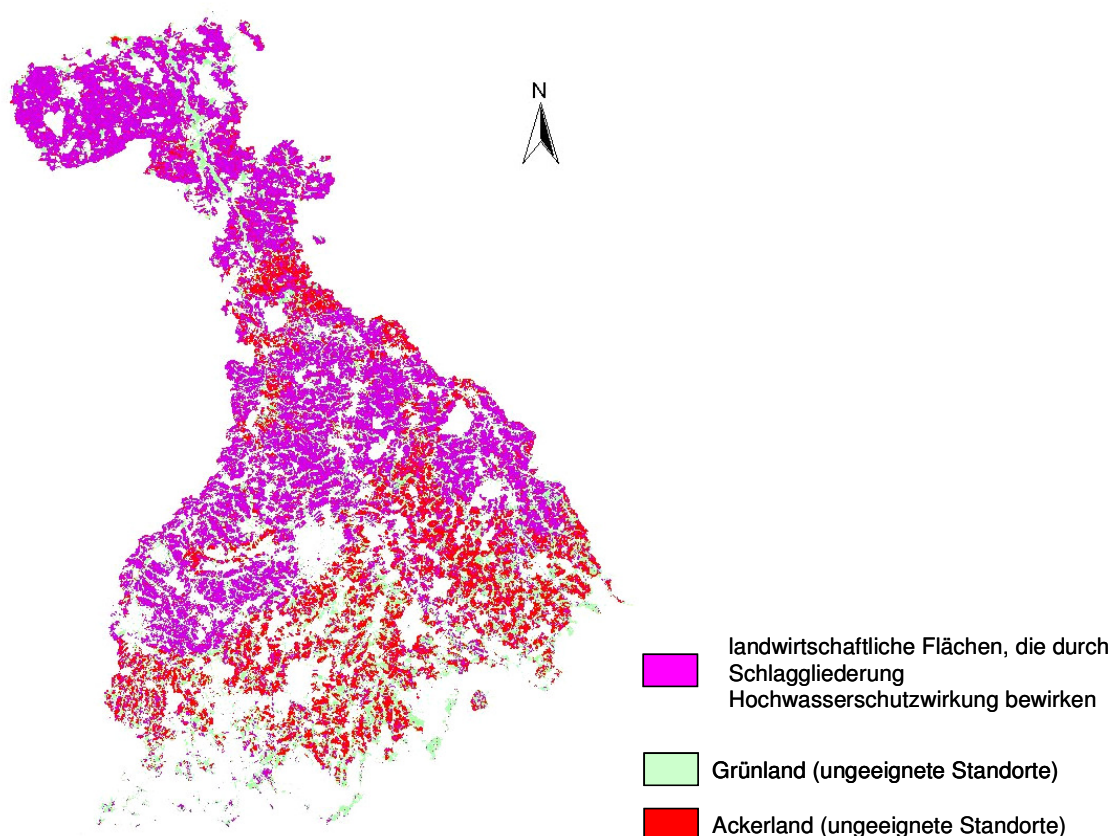 N
landwirtschaftliche Flächen, die durch
Schlaggliederung
Hochwasserschutzwirkung bewirken
Grünland (ungeeignete Standorte)
Ackerland (ungeeignete Standorte)